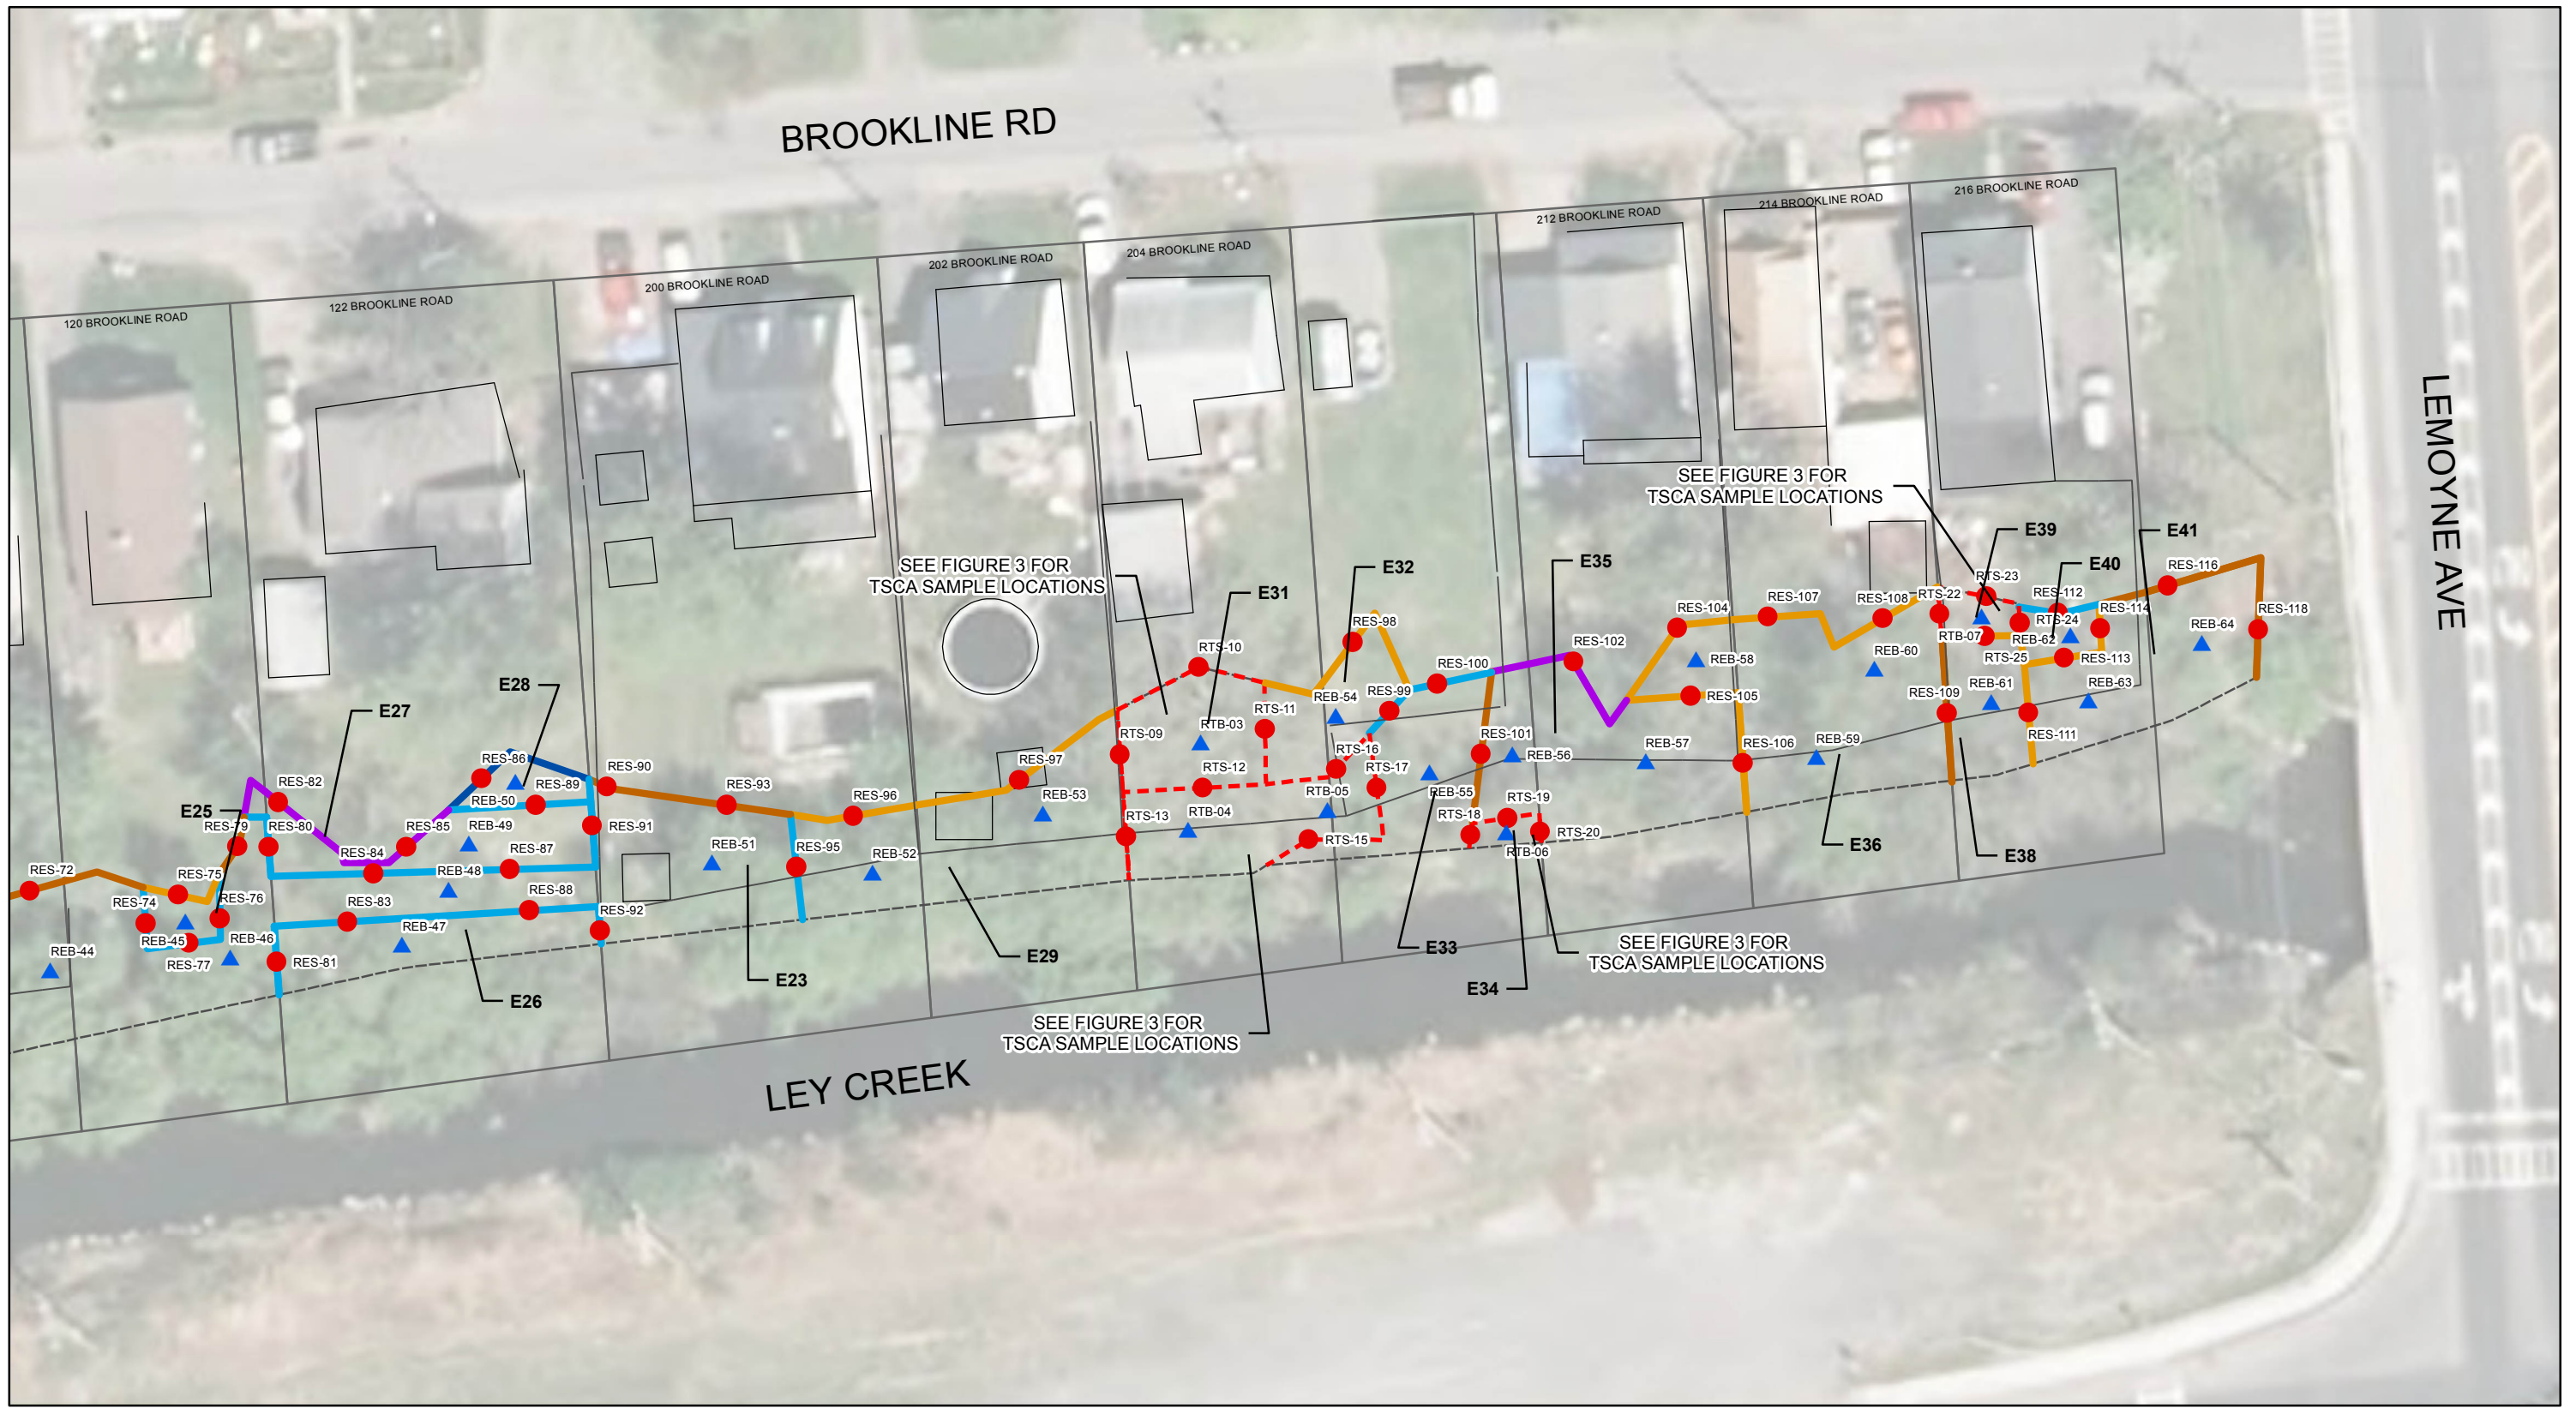 BROOKLINE RD
LEMOYNE AVE
LEY CREEK
120 BROOKLINE ROAD
122 BROOKLINE ROAD
200 BROOKLINE ROAD
202 BROOKLINE ROAD
204 BROOKLINE ROAD
212 BROOKLINE ROAD
214 BROOKLINE ROAD
216 BROOKLINE ROAD
SEE FIGURE 3 FOR
TSCA SAMPLE LOCATIONS
SEE FIGURE 3 FOR
TSCA SAMPLE LOCATIONS
SEE FIGURE 3 FOR
TSCA SAMPLE LOCATIONS
SEE FIGURE 3 FOR
TSCA SAMPLE LOCATIONS
E25
E27
E28
E26
E23
E29
E31
E32
E33
E34
E35
E36
E38
E39
E40
E41
RES-72
RES-74
RES-75
RES-76
RES-77
RES-79
RES-80
RES-81
RES-82
RES-83
RES-84
RES-85
RES-86
RES-87
RES-88
RES-89
RES-90
RES-91
RES-92
RES-93
RES-95
RES-96
RES-97
RES-98
RES-99
RES-100
RES-101
RES-102
RES-104
RES-105
RES-106
RES-107
RES-108
RES-109
RES-111
RES-112
RES-113
RES-114
RES-116
RES-118
REB-44
REB-45
REB-46
REB-47
REB-48
REB-49
REB-50
REB-51
REB-52
REB-53
REB-54
REB-55
REB-56
REB-57
REB-58
REB-59
REB-60
REB-61
REB-62
REB-63
REB-64
RTS-09
RTS-10
RTS-11
RTS-12
RTS-13
RTS-15
RTS-16
RTS-17
RTS-18
RTS-19
RTS-20
RTS-22
RTS-23
RTS-24
RTS-25
RTB-03
RTB-04
RTB-05
RTB-06
RTB-07